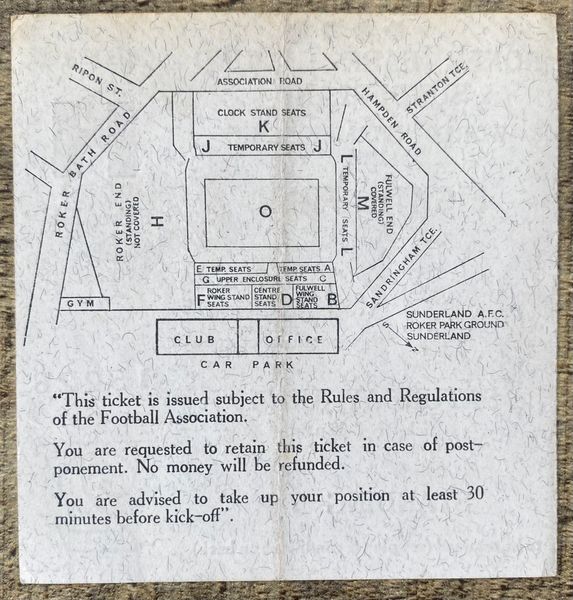 RIPON ST.
ASSOCIATION ROAD
STRANTON TCE.
HAMPDEN ROAD
CLOCK STAND SEATS
K
J TEMPORARY SEATS J
ROKER BATH ROAD
L TEMPORARY SEATS L
FULWELL END
(STANDING)
COVERED
M
ROKER END
(STANDING)
NOT COVERED
H
O
SANDRINGHAM TCE.
E TEMP. SEATS
TEMP. SEATS A
G UPPER ENCLOSURE SEATS C
F ROKER
WING STAND
SEATS
CENTRE
STAND
SEATS D
FULWELL
WING
STAND
SEATS B
GYM
SUNDERLAND A.F.C.
ROKER PARK GROUND
SUNDERLAND
S N
CLUB OFFICE
CAR PARK
"This ticket is issued subject to the Rules and Regulations
of the Football Association.
You are requested to retain this ticket in case of post-
ponement. No money will be refunded.
You are advised to take up your position at least 30
minutes before kick-off".